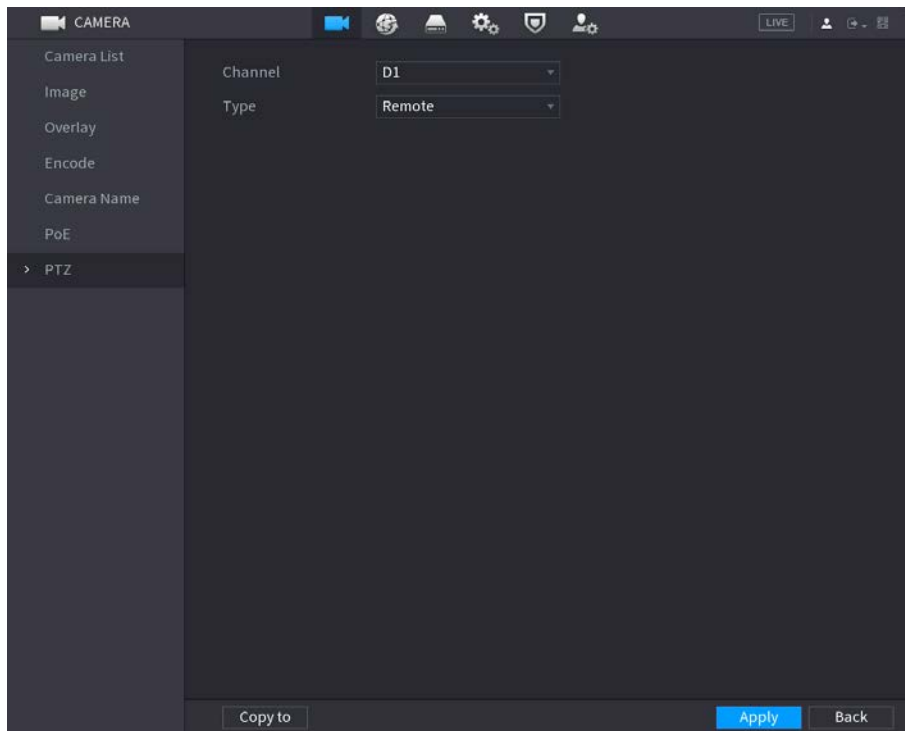 CAMERA
LIVE
Camera List
Image
Overlay
Encode
Camera Name
PoE
> PTZ
Channel D1
Type Remote
Copy to
Apply
Back